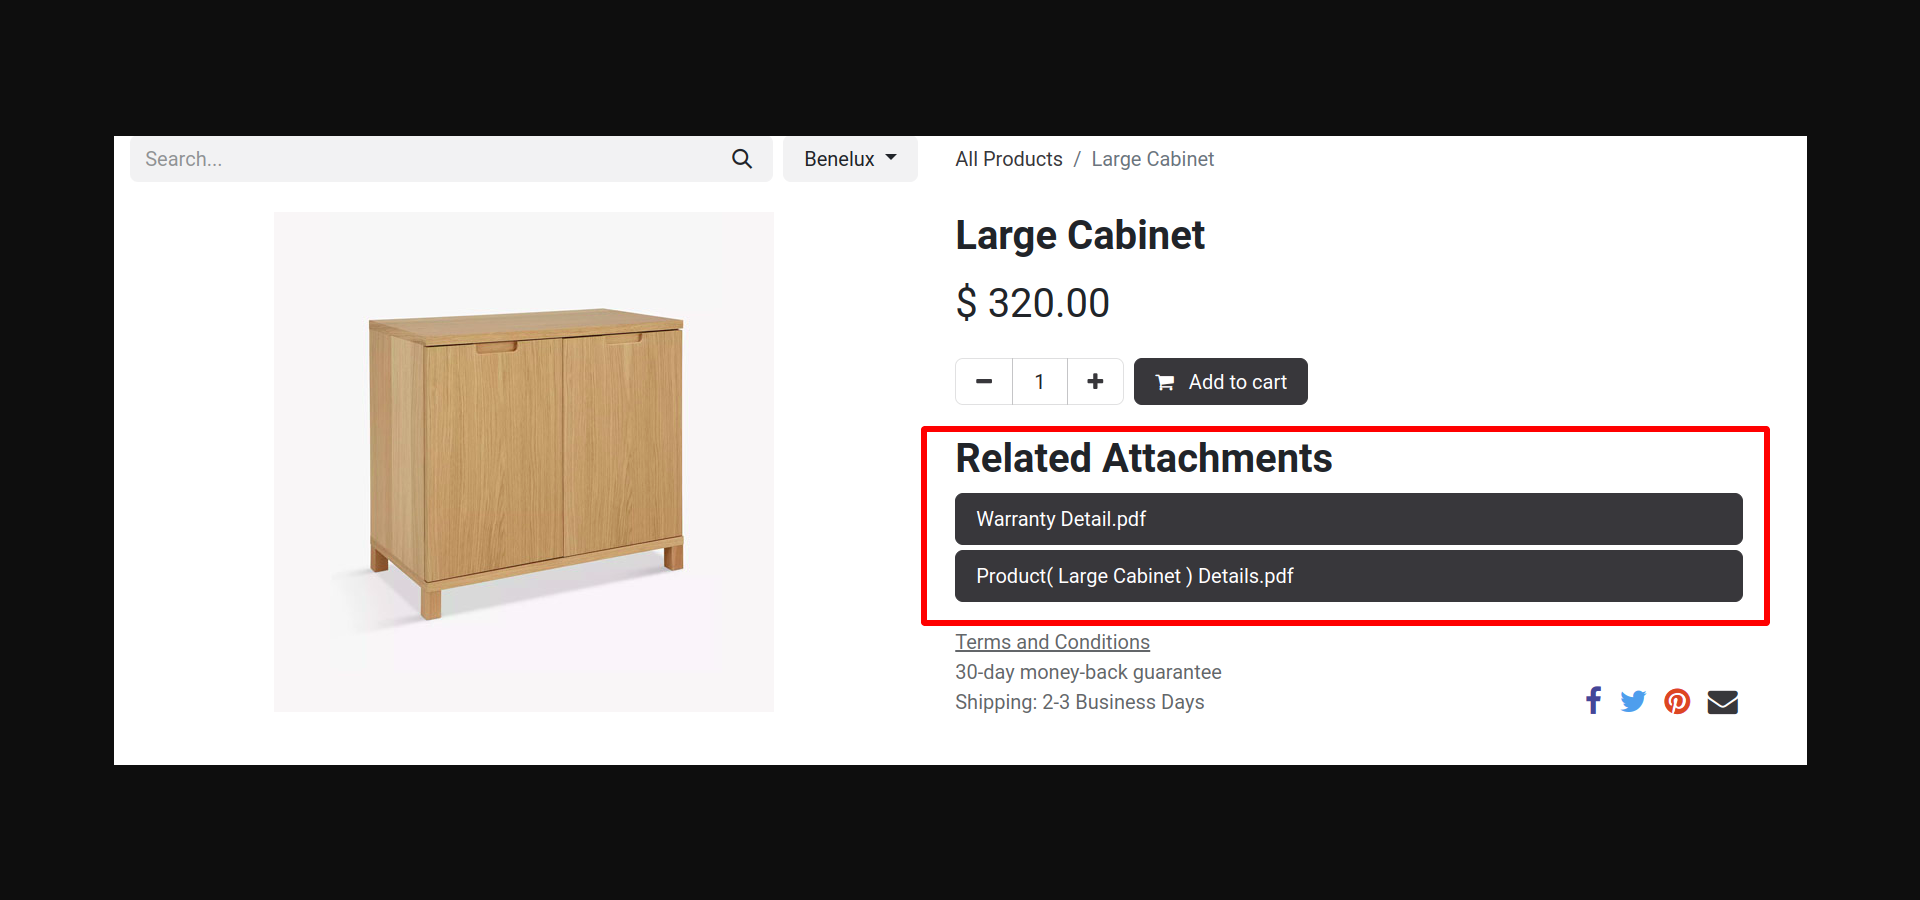 Search...
Benelux
All Products / Large Cabinet
Large Cabinet
$ 320.00
1
Add to cart
Related Attachments
Warranty Detail.pdf
Product( Large Cabinet ) Details.pdf
Terms and Conditions
30-day money-back guarantee
Shipping: 2-3 Business Days